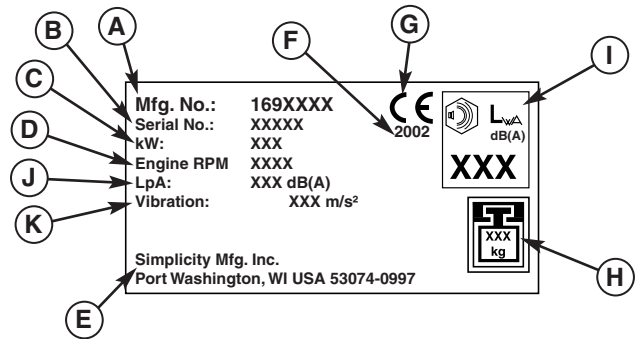 A
B
C
D
J
K
E
F
G
I
H
Mfg. No.: 169XXXX
Serial No.: XXXXX
kW: XXX
Engine RPM XXXX
LpA: XXX dB(A)
Vibration: XXX m/s²
Simplicity Mfg. Inc.
Port Washington, WI USA 53074-0997
CE
2002
LWA
dB(A)
XXX
XXX
kg